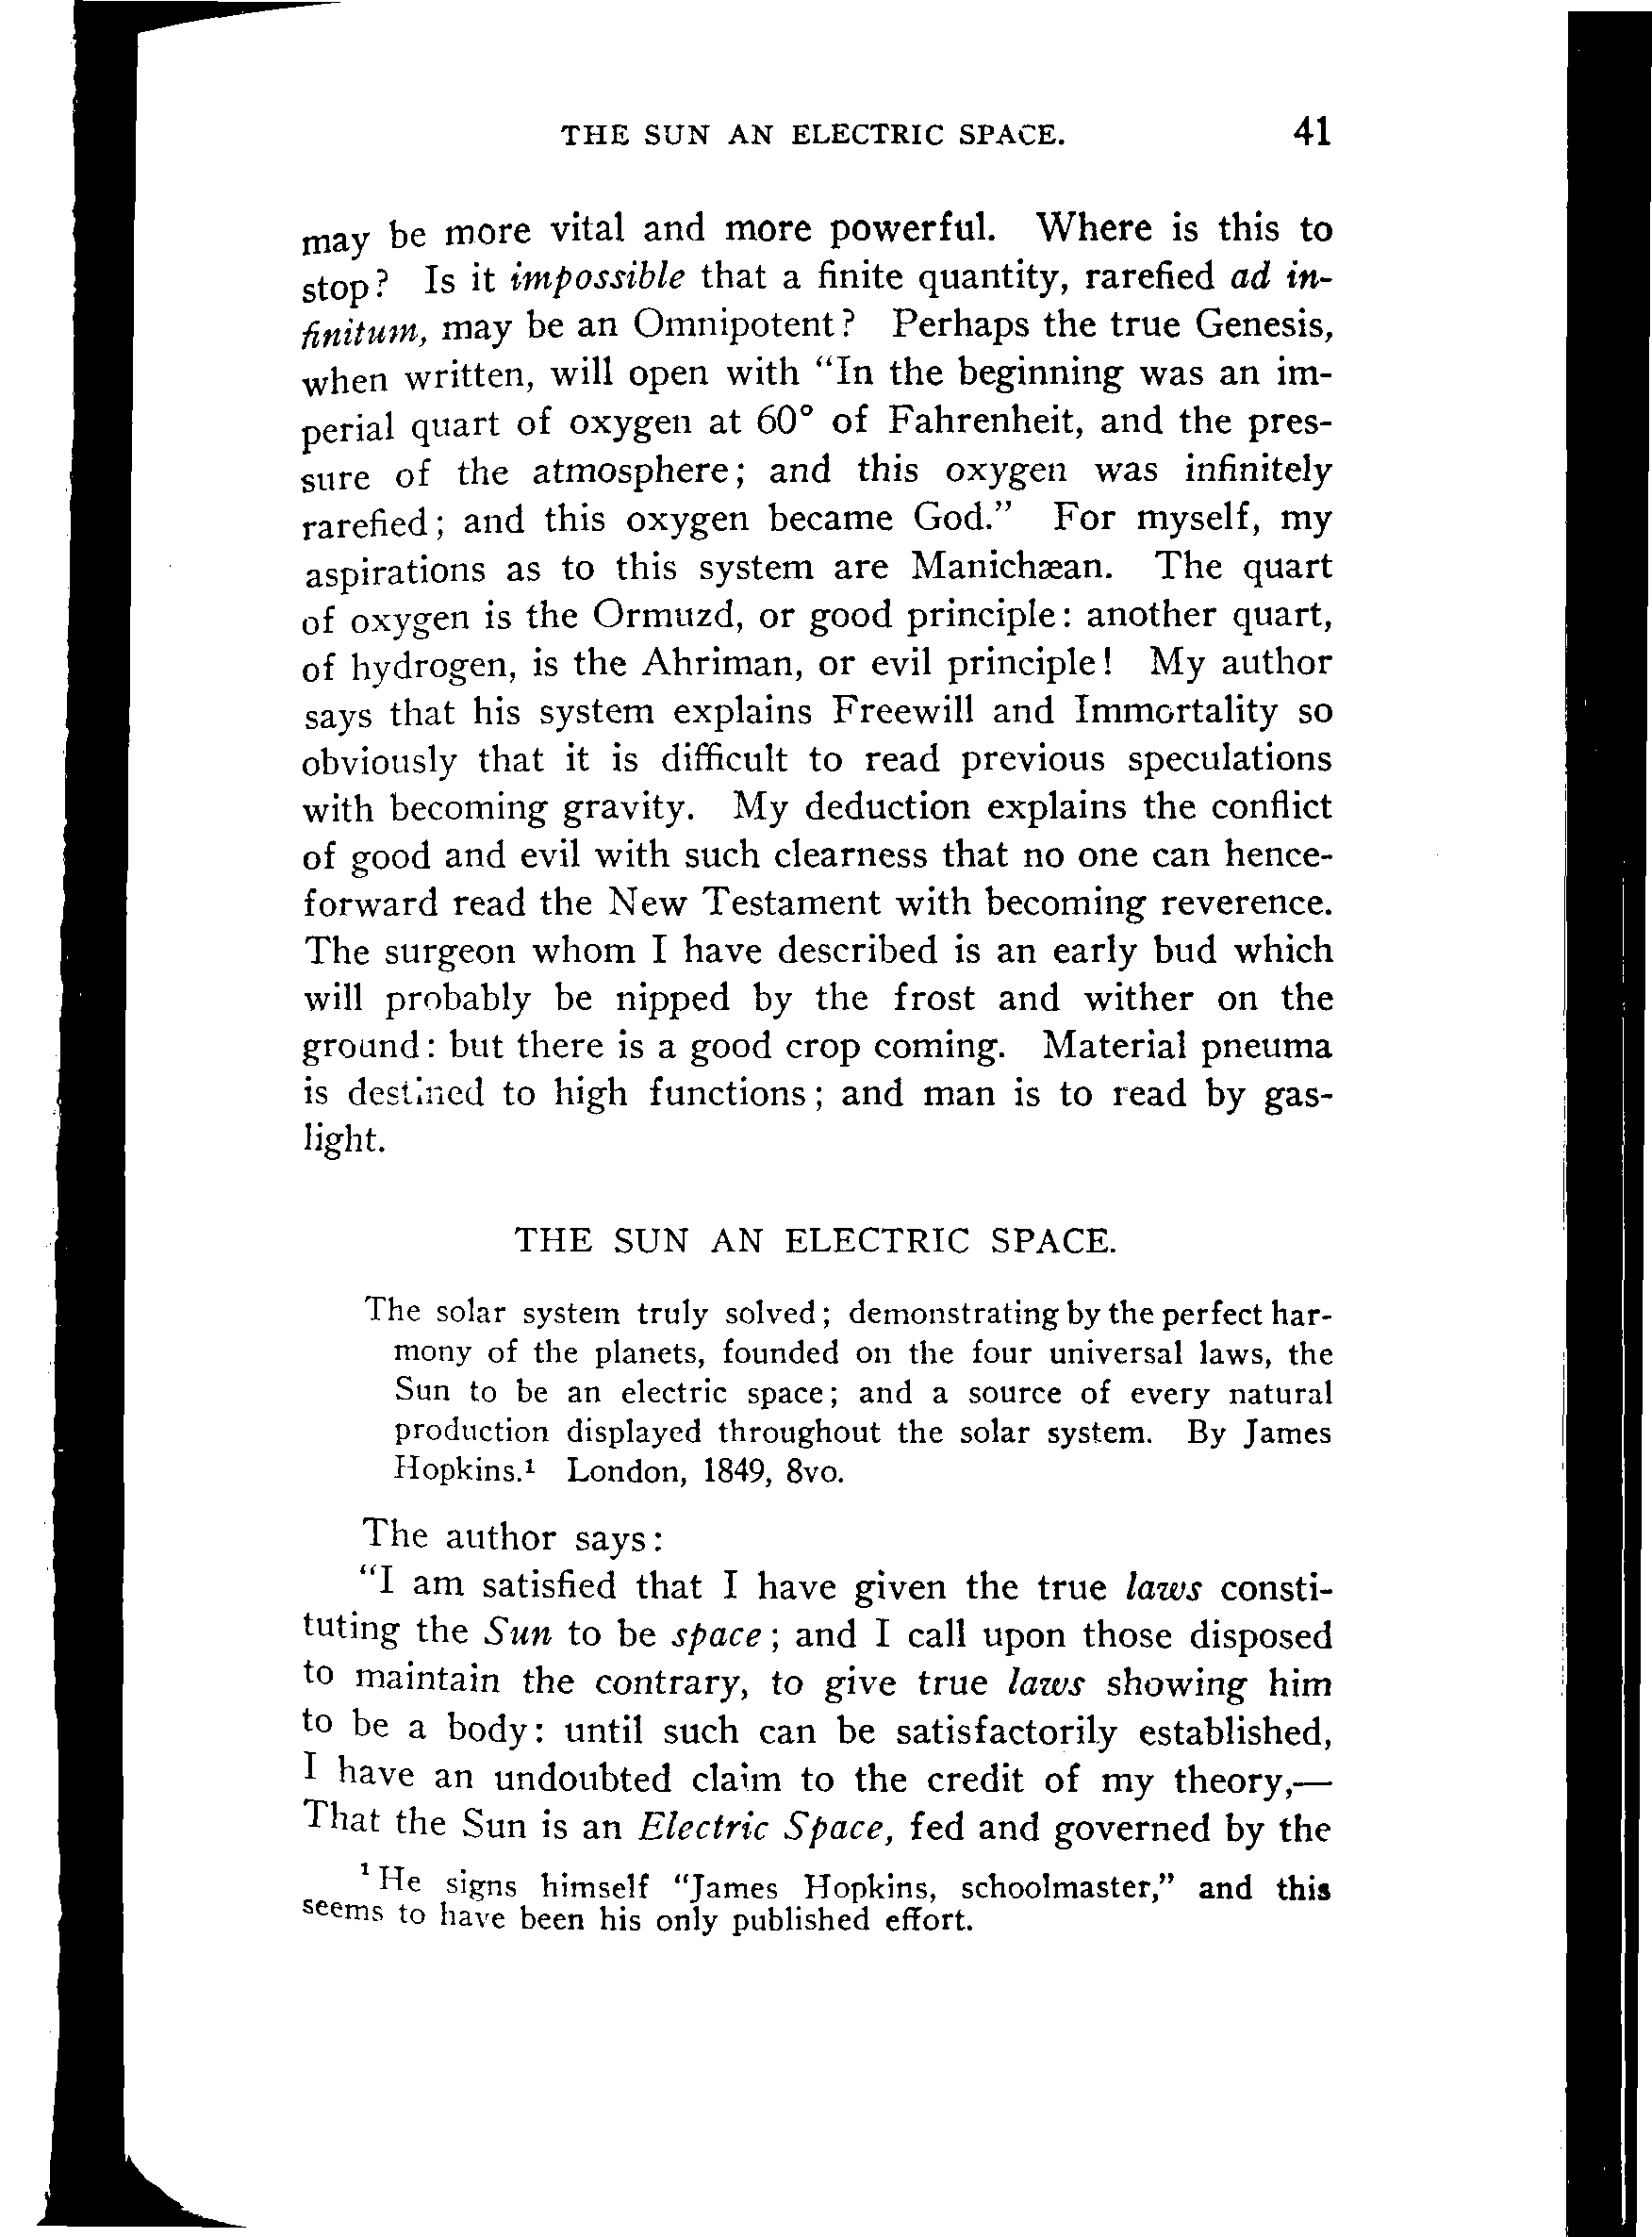 THE SUN AN ELECTRIC SPACE. 41
may be more vital and more powerful. Where is this to
stop? Is it impossible that a finite quantity, rarefied ad in-
finitum, may be an Omnipotent? Perhaps the true Genesis,
when written, will open with "In the beginning was an im-
perial quart of oxygen at 60° of Fahrenheit, and the pres-
sure of the atmosphere; and this oxygen was infinitely
rarefied; and this oxygen became God." For myself, my
aspirations as to this system are Manichæan. The quart
of oxygen is the Ormuzd, or good principle: another quart,
of hydrogen, is the Ahriman, or evil principle! My author
says that his system explains Freewill and Immortality so
obviously that it is difficult to read previous speculations
with becoming gravity. My deduction explains the conflict
of good and evil with such clearness that no one can hence-
forward read the New Testament with becoming reverence.
The surgeon whom I have described is an early bud which
will probably be nipped by the frost and wither on the
ground: but there is a good crop coming. Material pneuma
is destined to high functions; and man is to read by gas-
light.
THE SUN AN ELECTRIC SPACE.
The solar system truly solved; demonstrating by the perfect har-
mony of the planets, founded on the four universal laws, the
Sun to be an electric space; and a source of every natural
production displayed throughout the solar system. By James
Hopkins.¹ London, 1849, 8vo.
The author says:
"I am satisfied that I have given the true laws consti-
tuting the Sun to be space; and I call upon those disposed
to maintain the contrary, to give true laws showing him
to be a body: until such can be satisfactorily established,
I have an undoubted claim to the credit of my theory,—
That the Sun is an Electric Space, fed and governed by the
¹ He signs himself "James Hopkins, schoolmaster," and this
seems to have been his only published effort.